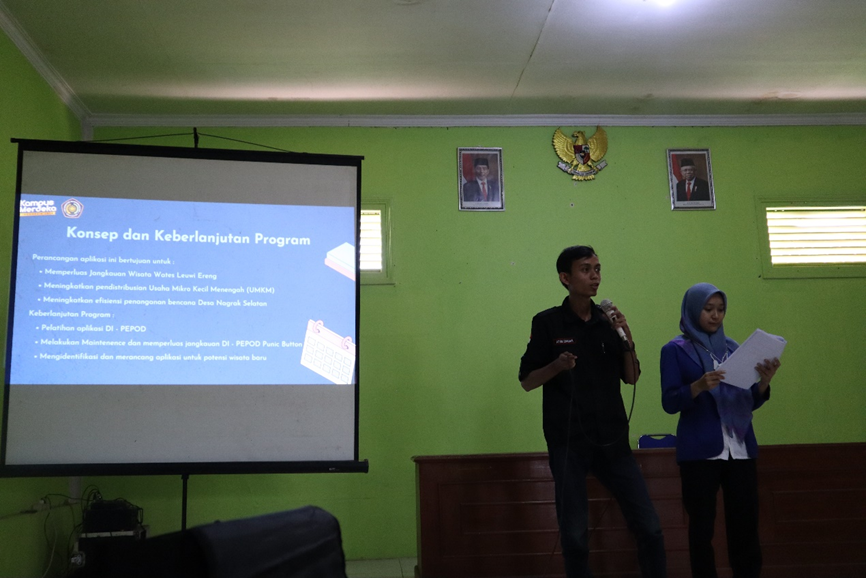 Kampus
Merdeka
Konsep dan Keberlanjutan Program
Perancangan aplikasi ini bertujuan untuk :
• Memperluas Jangkauan Wisata Wates Leuwi Ereng
• Meningkatkan pendistribusian Usaha Mikro Kecil Menengah (UMKM)
• Meningkatkan efisiensi penanganan bencana Desa Nagrak Selatan
Keberlanjutan Program :
• Pelatihan aplikasi DI - PEPOD
• Melakukan Maintenence dan memperluas jangkauan DI - PEPOD Punic Button
• Mengidentifikasi dan merancang aplikasi untuk potensi wisata baru